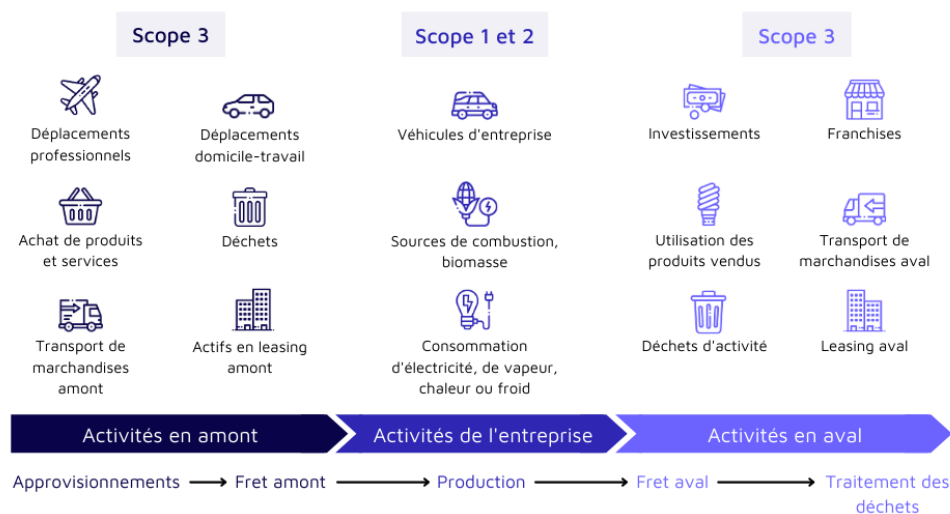 Scope 3
Scope 1 et 2
Scope 3
Déplacements
professionnels
Déplacements
domicile-travail
Véhicules d'entreprise
Investissements
Franchises
Achat de produits
et services
Déchets
Sources de combustion,
biomasse
Utilisation des
produits vendus
Transport de
marchandises aval
Transport de
marchandises
amont
Actifs en leasing
amont
Consommation
d'électricité, de vapeur,
chaleur ou froid
Déchets d'activité
Leasing aval
Activités en amont
Activités de l'entreprise
Activités en aval
Approvisionnements
Fret amont
Production
Fret aval
Traitement des
déchets